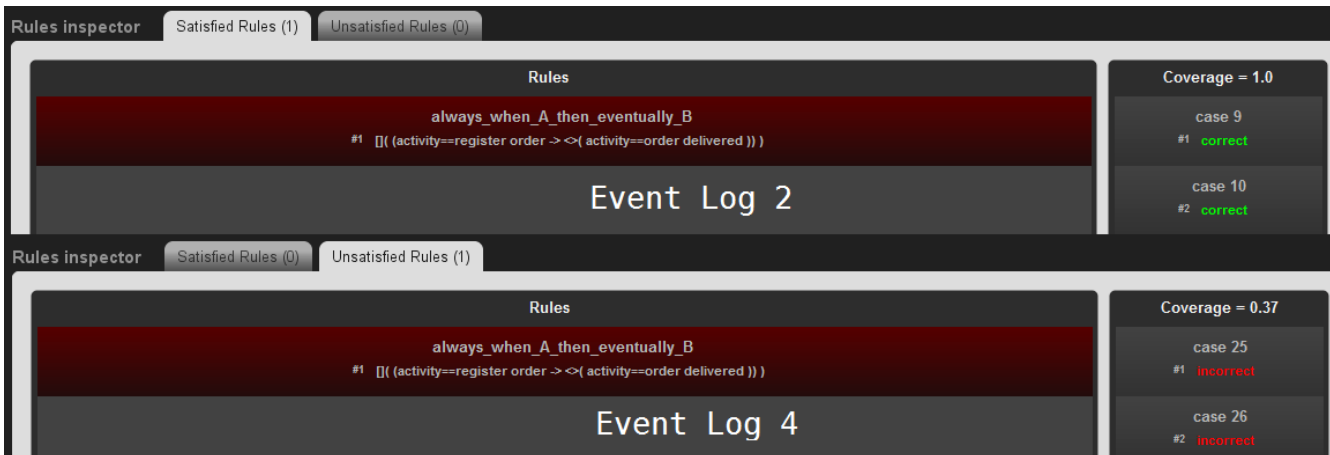 Rules inspector Satisfied Rules (1) Unsatisfied Rules (0)
Rules Coverage = 1.0
always_when_A_then_eventually_B case 9
#1 []( (activity==register order -> <>( activity==order delivered )) ) #1 correct
Event Log 2 case 10
#2 correct
Rules inspector Satisfied Rules (0) Unsatisfied Rules (1)
Rules Coverage = 0.37
always_when_A_then_eventually_B case 25
#1 []( (activity==register order -> <>( activity==order delivered )) ) #1 incorrect
Event Log 4 case 26
#2 incorrect